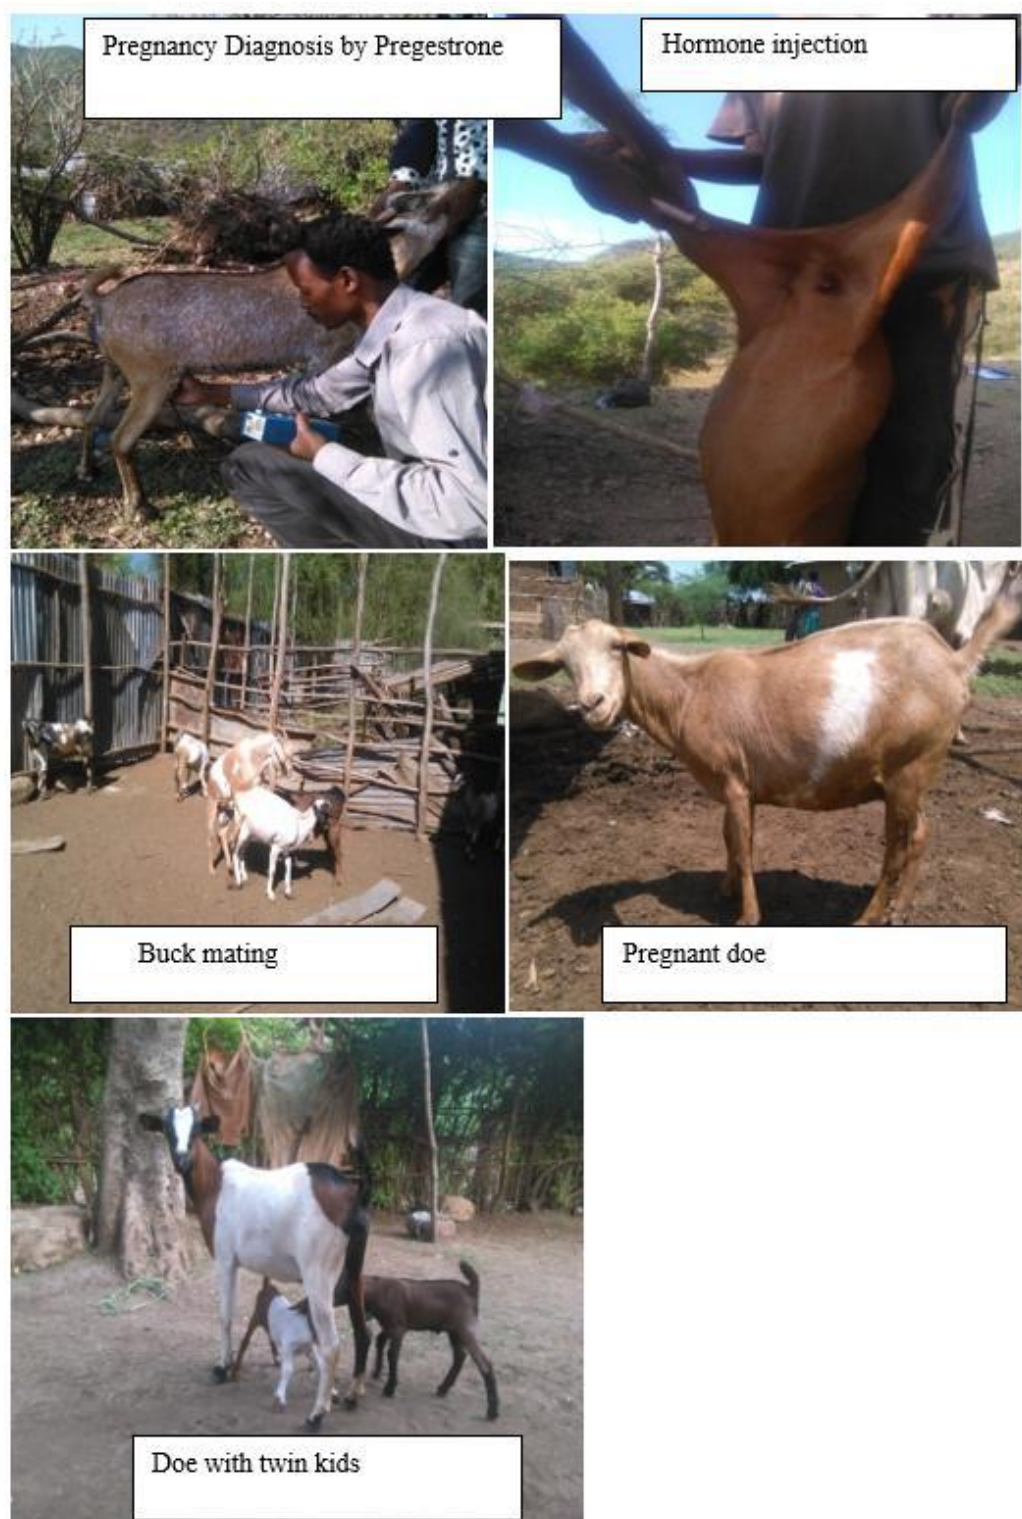 Pregnancy Diagnosis by Pregestrone
Hormone injection
Buck mating
Pregnant doe
Doe with twin kids